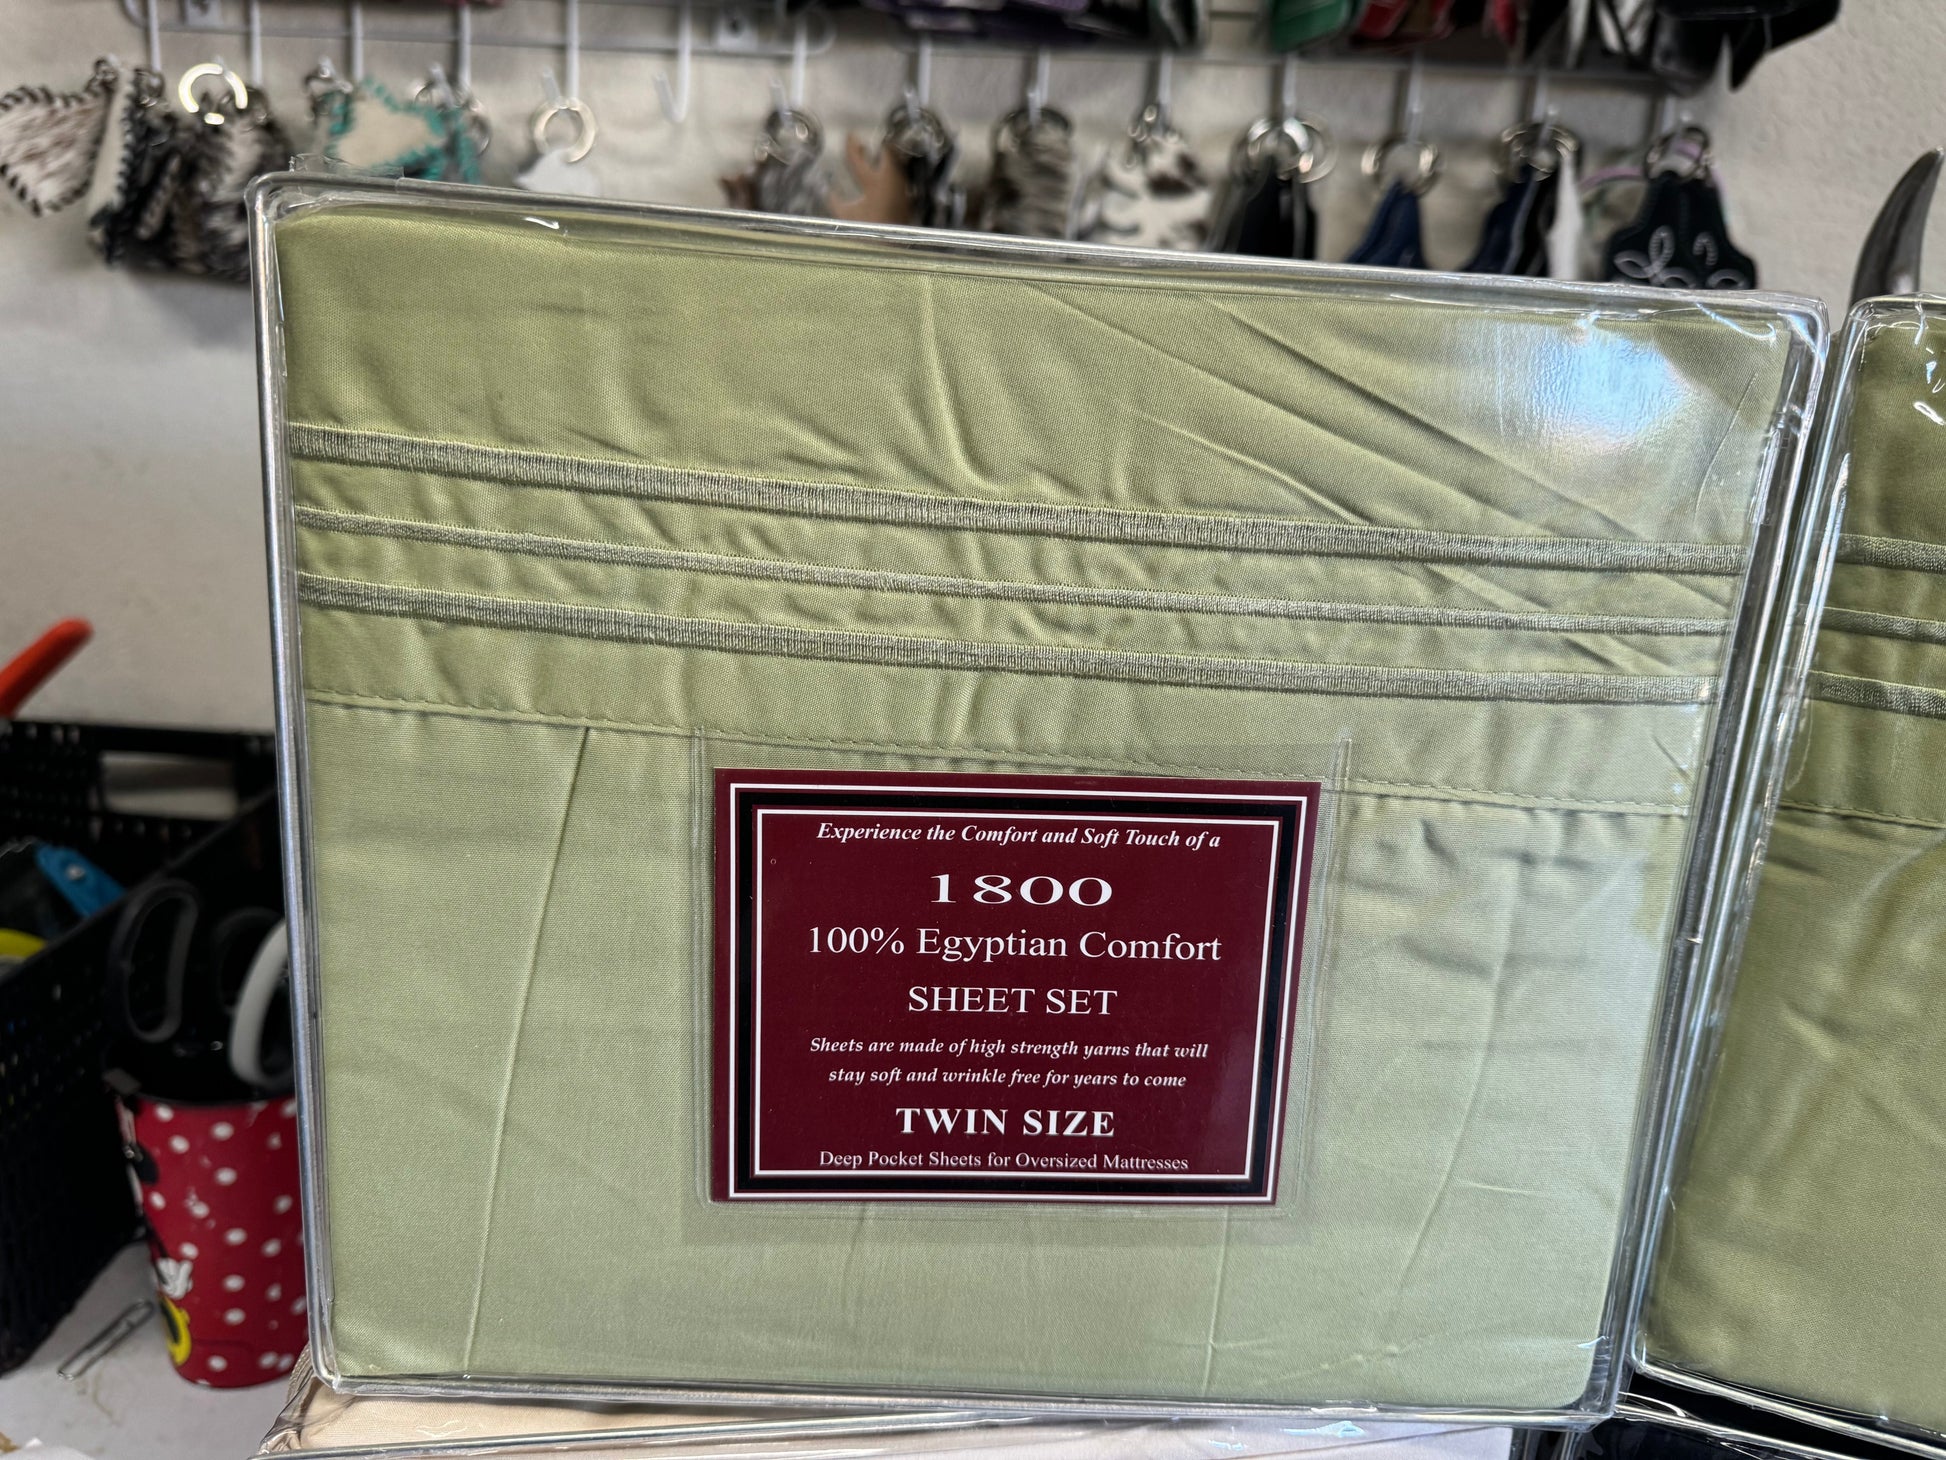 Experience the Comfort and Soft Touch of a
1800
100% Egyptian Comfort
SHEET SET
Sheets are made of high strength yarns that will
stay soft and wrinkle free for years to come
TWIN SIZE
Deep Pocket Sheets for Oversized Mattresses